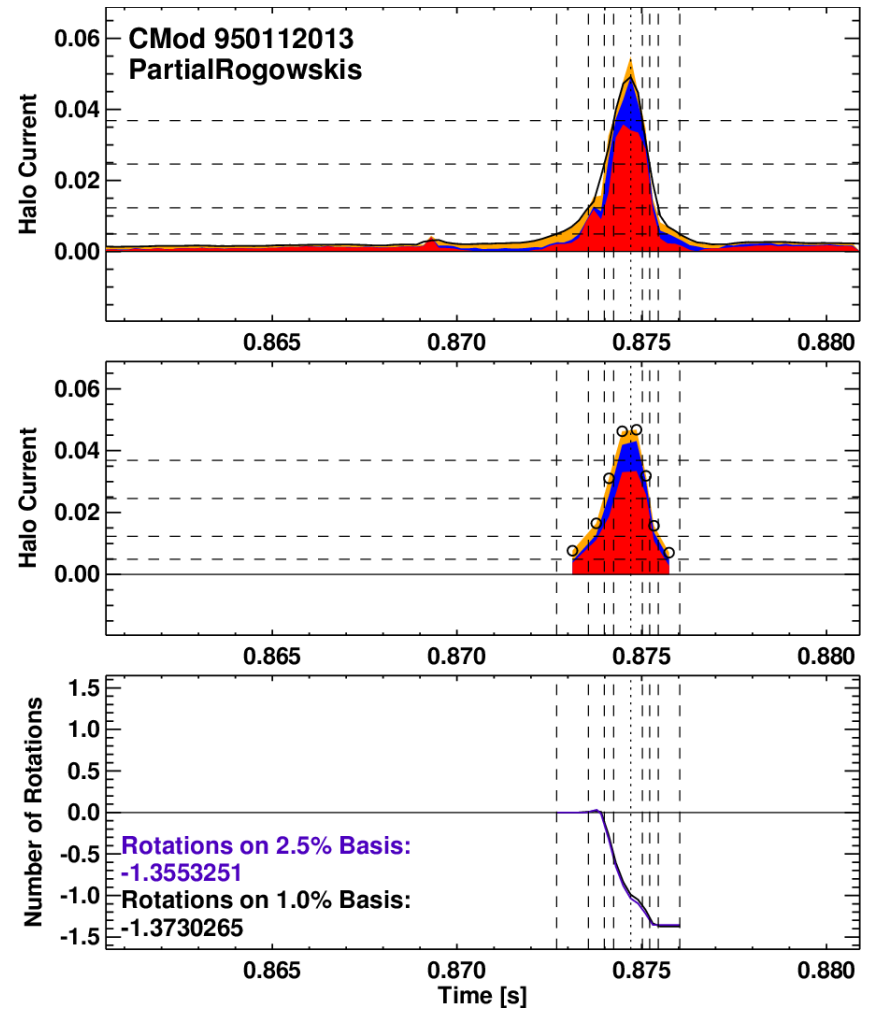 CMod 950112013
PartialRogowskis
Halo Current
0.06
0.04
0.02
0.00
0.865 0.870 0.875 0.880
Halo Current
0.06
0.04
0.02
0.00
0.865 0.870 0.875 0.880
Number of Rotations
1.5
1.0
0.5
0.0
-0.5
-1.0
-1.5
Rotations on 2.5% Basis:
-1.3553251
Rotations on 1.0% Basis:
-1.3730265
0.865 0.870 0.875 0.880
Time [s]